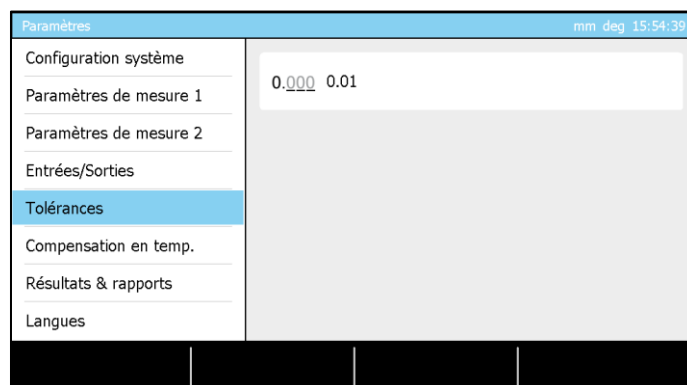 Paramètres mm deg 15:54:39
Configuration système
0.000 0.01
Paramètres de mesure 1
Paramètres de mesure 2
Entrées/Sorties
Tolérances
Compensation en temp.
Résultats & rapports
Langues